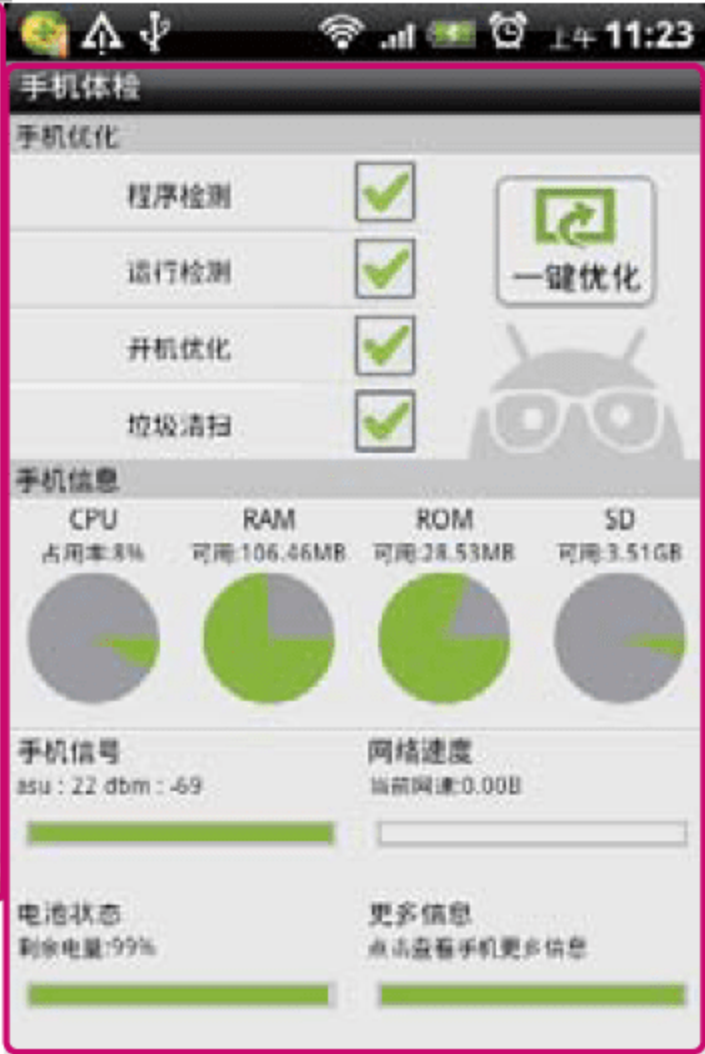 上午 11:23
手机体检
手机优化
程序检测
运行检测
开机优化
垃圾清扫
一键优化
手机信息
CPU
占用率:8%
RAM
可用:106.46MB
ROM
可用:28.53MB
SD
可用:3.51GB
手机信号
asu : 22 dbm : -69
网络速度
当前网速:0.00B
电池状态
剩余电量:99%
更多信息
点击查看手机更多信息